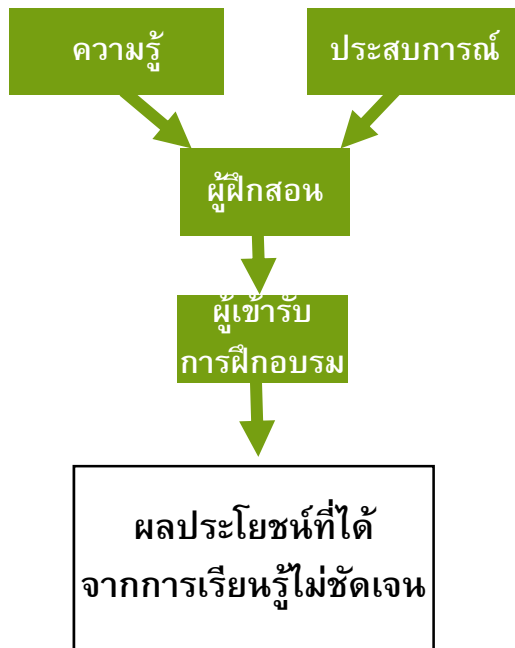 ความรู้
ประสบการณ์
ผู้ฝึกสอน
ผู้เข้ารับ
การฝึกอบรม
ผลประโยชน์ที่ได้
จากการเรียนรู้ไม่ชัดเจน